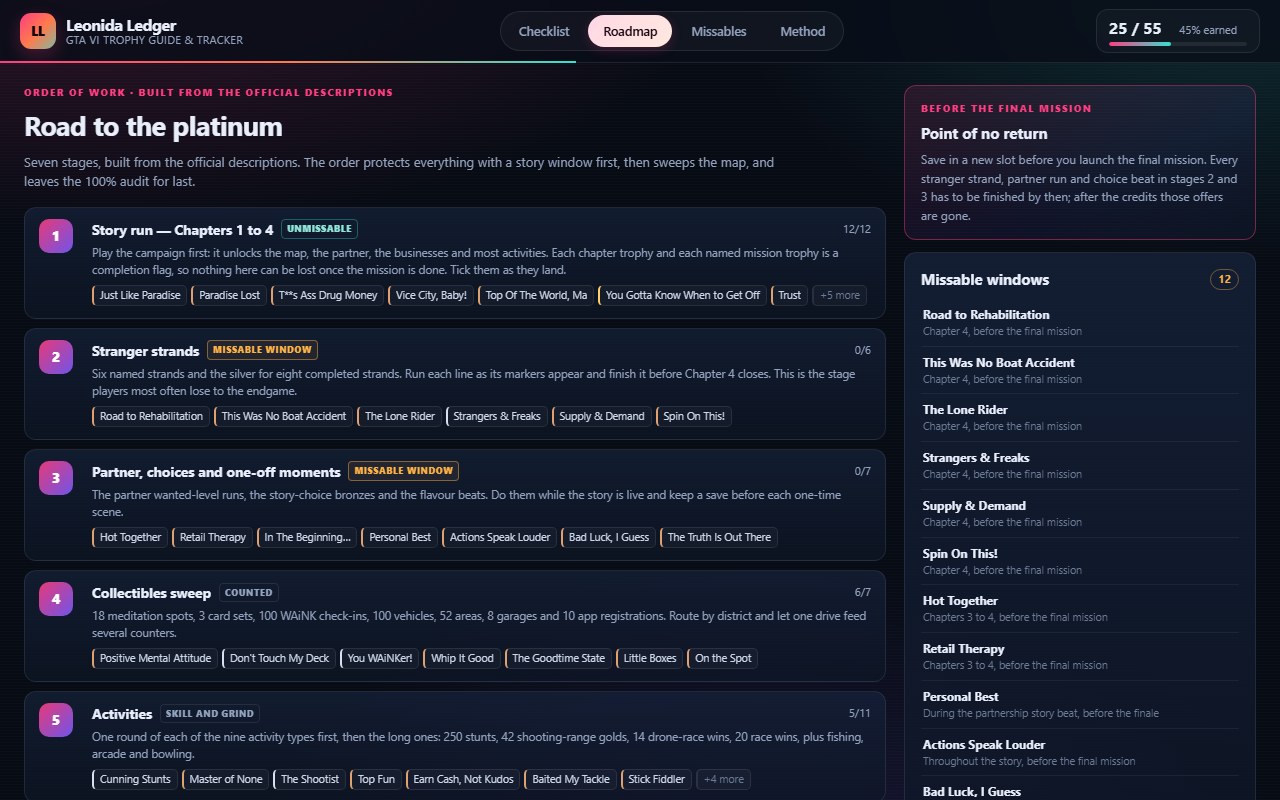 LL
Leonida Ledger
GTA VI TROPHY GUIDE & TRACKER
Checklist
Roadmap
Missables
Method
25 / 55
45% earned
ORDER OF WORK · BUILT FROM THE OFFICIAL DESCRIPTIONS
Road to the platinum
Seven stages, built from the official descriptions. The order protects everything with a story window first, then sweeps the map, and
leaves the 100% audit for last.
1
Story run — Chapters 1 to 4
UNMISSABLE
12/12
Play the campaign first: it unlocks the map, the partner, the businesses and most activities. Each chapter trophy and each named mission trophy is a
completion flag, so nothing here can be lost once the mission is done. Tick them as they land.
Just Like Paradise
Paradise Lost
T**s Ass Drug Money
Vice City, Baby!
Top Of The World, Ma
You Gotta Know When to Get Off
Trust
+5 more
2
Stranger strands
MISSABLE WINDOW
0/6
Six named strands and the silver for eight completed strands. Run each line as its markers appear and finish it before Chapter 4 closes. This is the stage
players most often lose to the endgame.
Road to Rehabilitation
This Was No Boat Accident
The Lone Rider
Strangers & Freaks
Supply & Demand
Spin On This!
3
Partner, choices and one-off moments
MISSABLE WINDOW
0/7
The partner wanted-level runs, the story-choice bronzes and the flavour beats. Do them while the story is live and keep a save before each one-time
scene.
Hot Together
Retail Therapy
In The Beginning...
Personal Best
Actions Speak Louder
Bad Luck, I Guess
The Truth Is Out There
4
Collectibles sweep
COUNTED
6/7
18 meditation spots, 3 card sets, 100 WAiNK check-ins, 100 vehicles, 52 areas, 8 garages and 10 app registrations. Route by district and let one drive feed
several counters.
Positive Mental Attitude
Don't Touch My Deck
You WAiNKer!
Whip It Good
The Goodtime State
Little Boxes
On the Spot
5
Activities
SKILL AND GRIND
5/11
One round of each of the nine activity types first, then the long ones: 250 stunts, 42 shooting-range golds, 14 drone-race wins, 20 race wins, plus fishing,
arcade and bowling.
Cunning Stunts
Master of None
The Shootist
Top Fun
Earn Cash, Not Kudos
Baited My Tackle
Stick Fiddler
+4 more
BEFORE THE FINAL MISSION
Point of no return
Save in a new slot before you launch the final mission. Every
stranger strand, partner run and choice beat in stages 2 and
3 has to be finished by then; after the credits those offers
are gone.
Missable windows
12
Road to Rehabilitation
Chapter 4, before the final mission
This Was No Boat Accident
Chapter 4, before the final mission
The Lone Rider
Chapter 4, before the final mission
Strangers & Freaks
Chapter 4, before the final mission
Supply & Demand
Chapter 4, before the final mission
Spin On This!
Chapter 4, before the final mission
Hot Together
Chapters 3 to 4, before the final mission
Retail Therapy
Chapters 3 to 4, before the final mission
Personal Best
During the partnership story beat, before the finale
Actions Speak Louder
Throughout the story, before the final mission
Bad Luck, I Guess